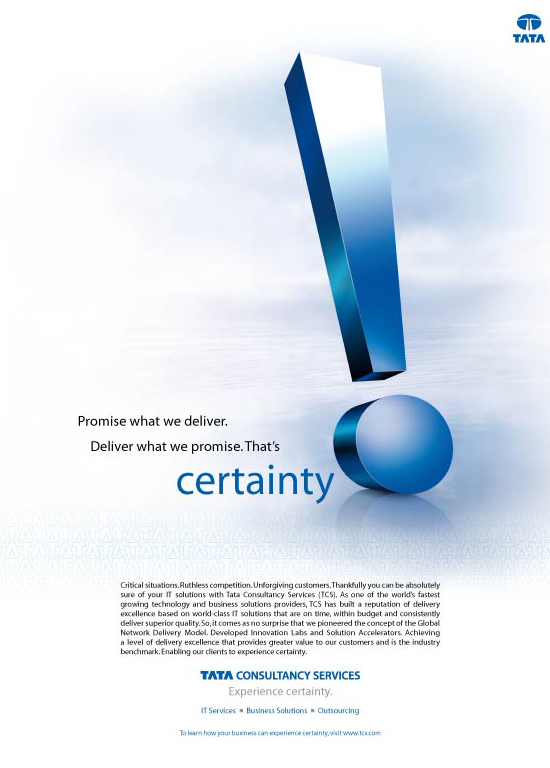 TATA
Promise what we deliver.
Deliver what we promise. That's
certainty
Critical situations. Ruthless competition. Unforgiving customers. Thankfully you can be absolutely
sure of your IT solutions with Tata Consultancy Services (TCS). As one of the world's fastest
growing technology and business solutions providers, TCS has built a reputation of delivery
excellence based on world-class IT solutions that are on time, within budget and consistently
deliver superior quality. So, it comes as no surprise that we pioneered the concept of the Global
Network Delivery Model. Developed Innovation Labs and Solution Accelerators. Achieving
a level of delivery excellence that provides greater value to our customers and is the industry
benchmark. Enabling our clients to experience certainty.
TATA CONSULTANCY SERVICES
Experience certainty.
IT Services ■ Business Solutions ■ Outsourcing
To learn how your business can experience certainty, visit www.tcs.com